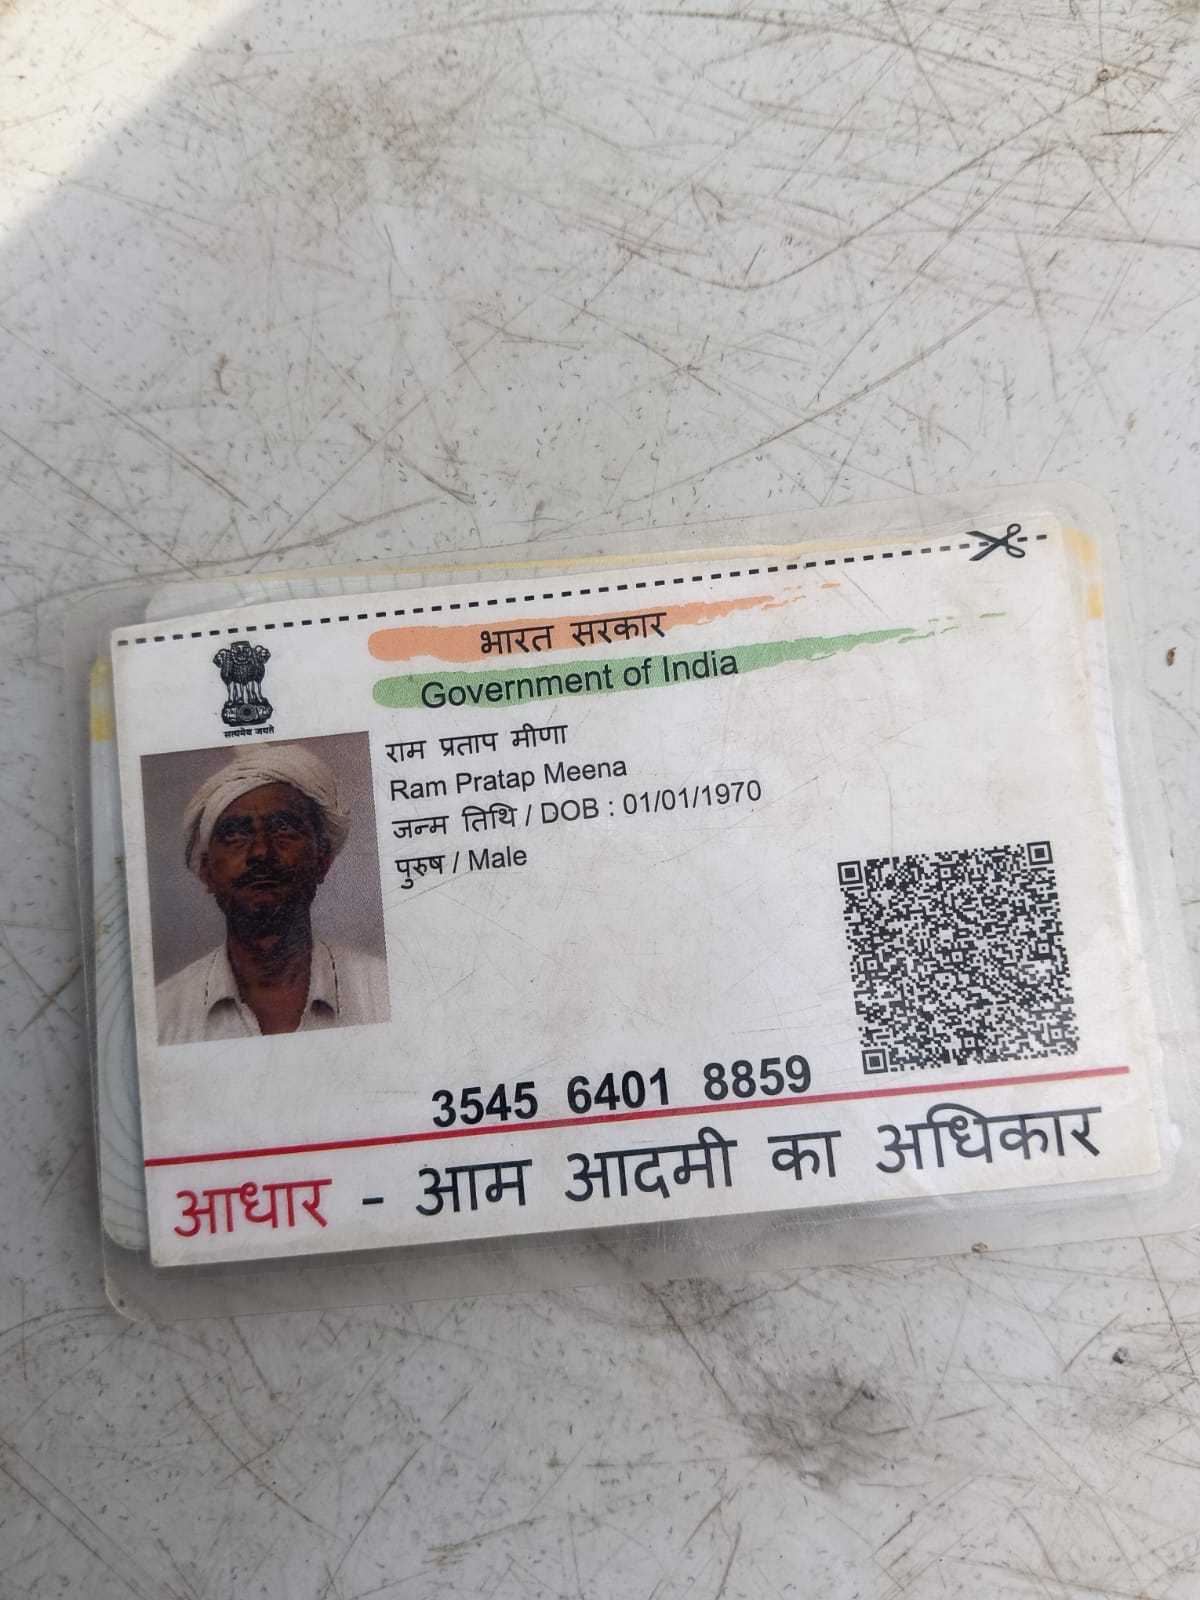 भारत सरकार
Government of India
सत्यमेव जयते
राम प्रताप मीणा
Ram Pratap Meena
जन्म तिथि / DOB : 01/01/1970
पुरुष / Male
3545 6401 8859
आधार - आम आदमी का अधिकार